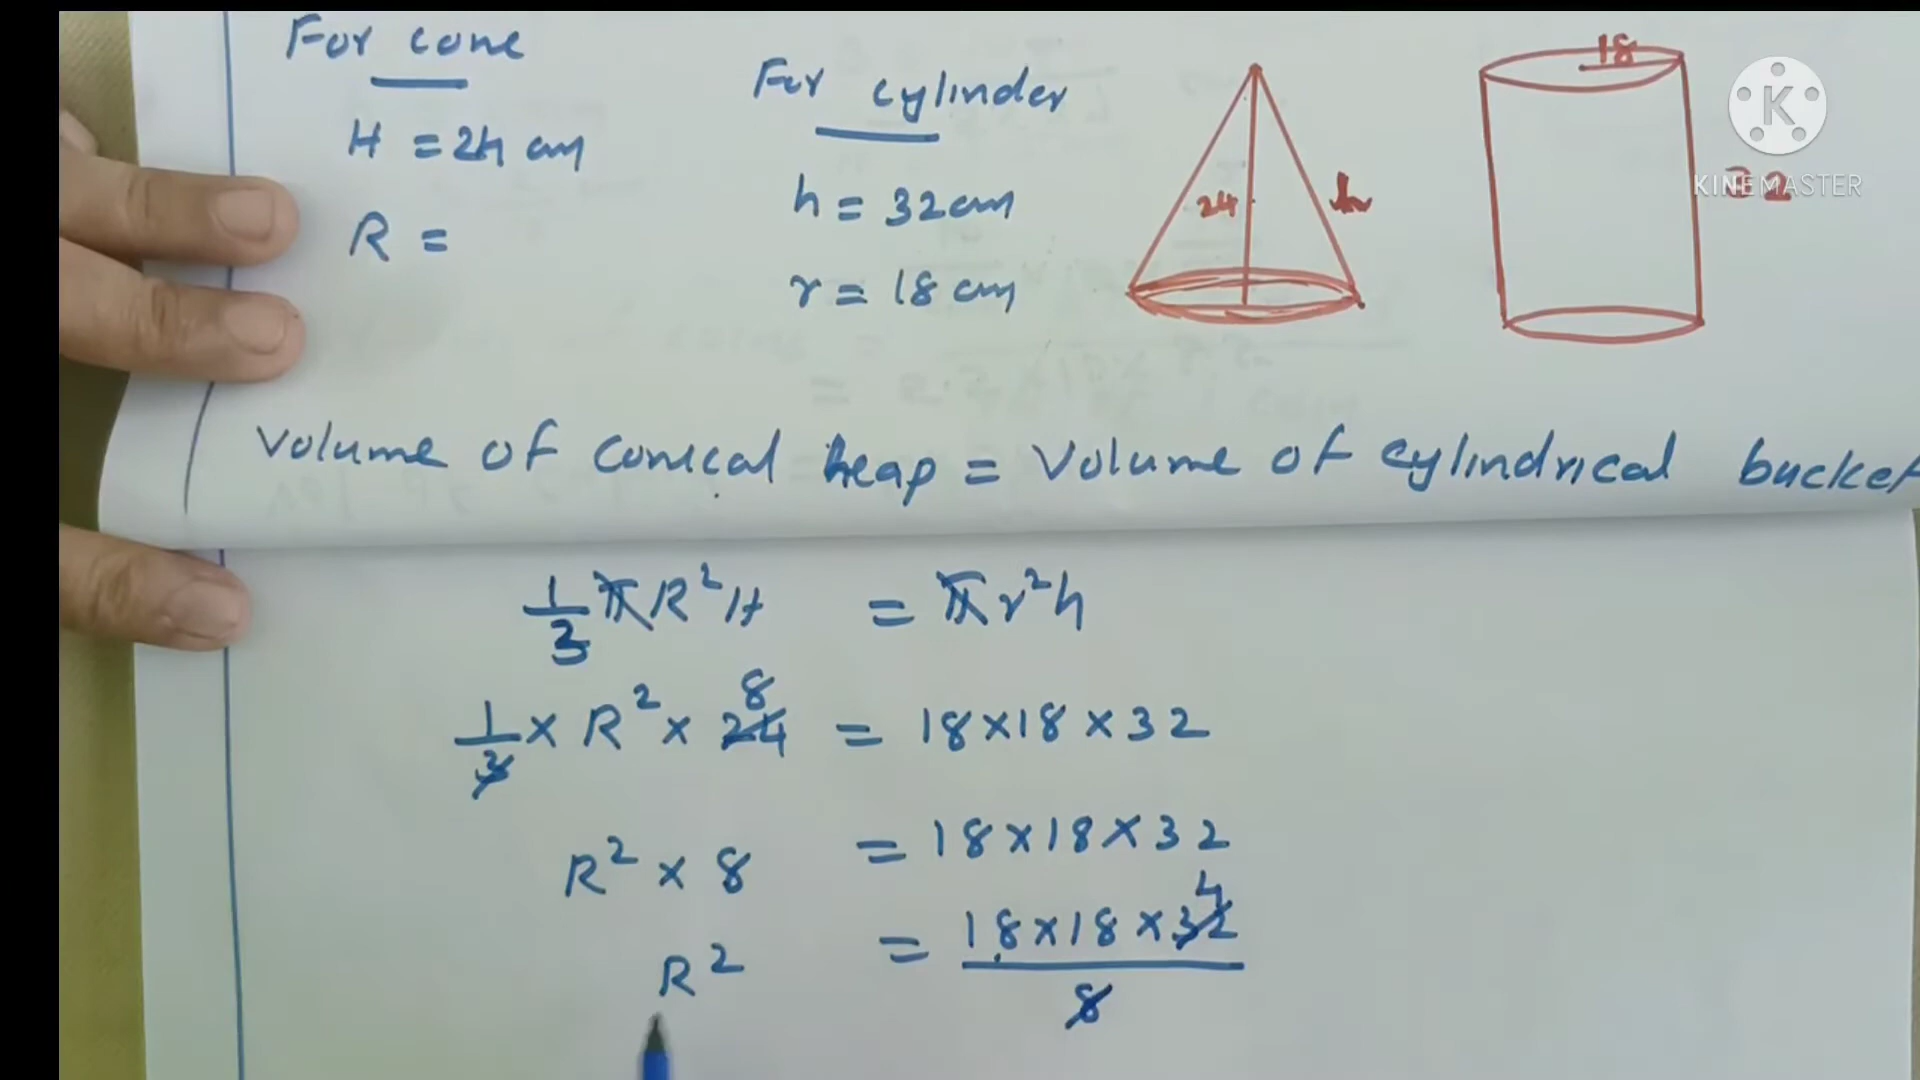 For cone
H = 24 cm
R =
For cylinder
h = 32 cm
r = 18 cm
24
18
32
K
KINEMASTER
Volume of conical heap = Volume of cylindrical bucket
1/3 πR²H = πr²h
1/3 × R² × 24 = 18×18×32
8
R² × 8 = 18×18×32
4
R² = 18×18×32/8